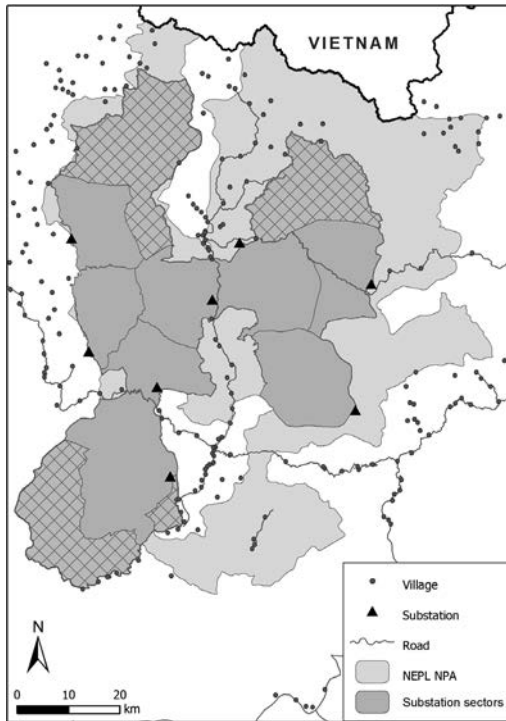 VIETNAM
Village
Substation
Road
NEPL NPA
Substation sectors
N
0 10 20
km